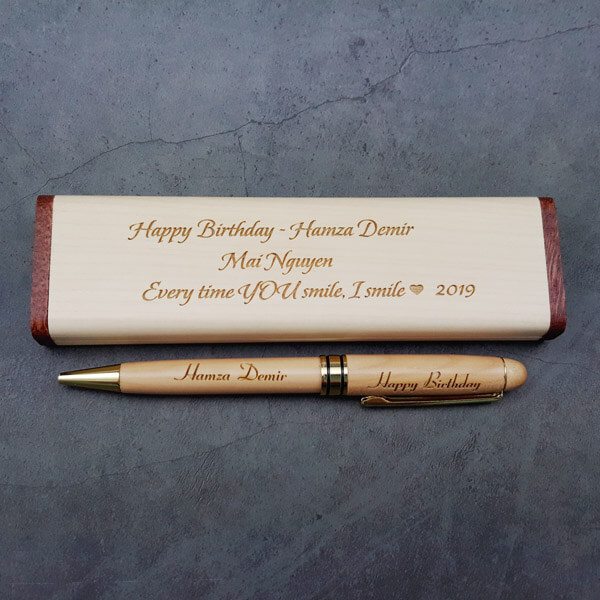 Happy Birthday - Hamza Demir
Mai Nguyen
Every time YOU smile, I smile ♥ 2019
Hamza Demir
Happy Birthday